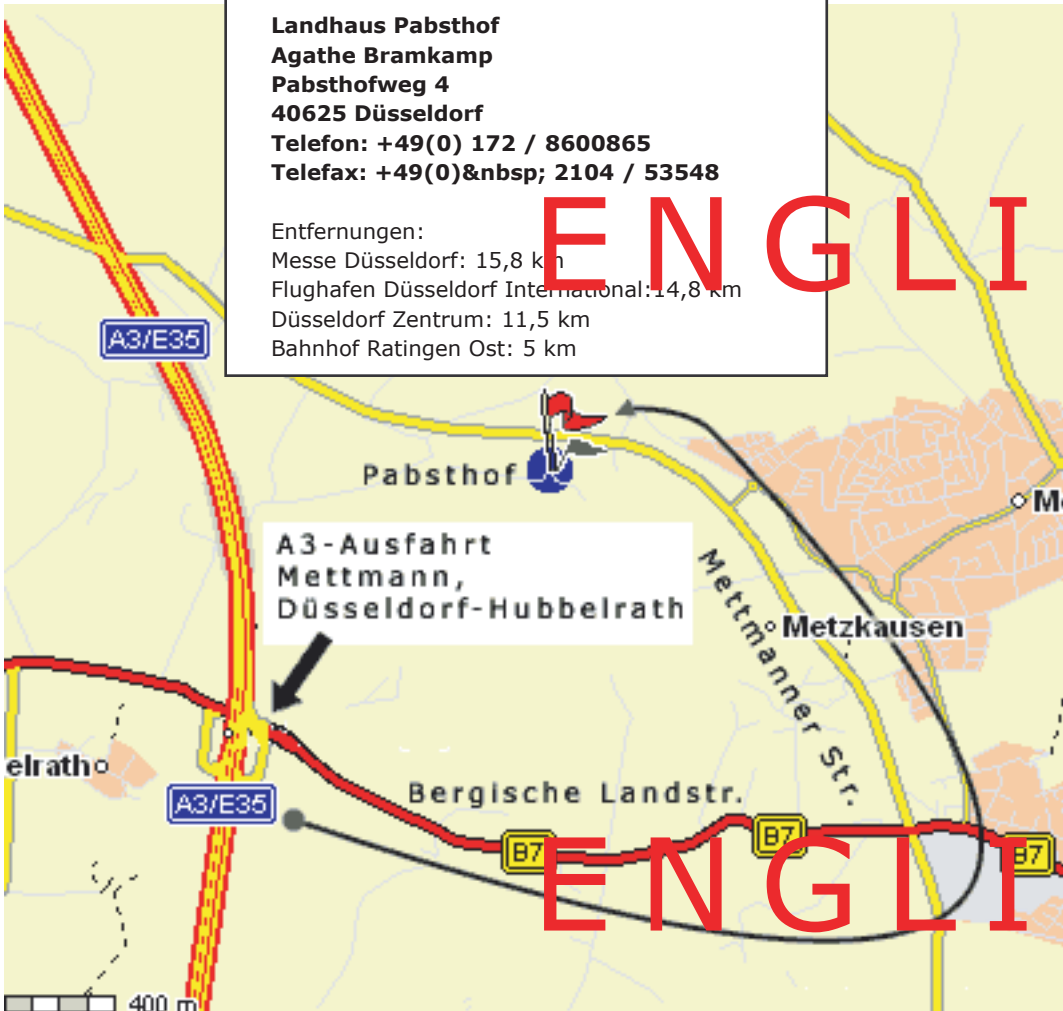 Landhaus Pabsthof
Agathe Bramkamp
Pabsthofweg 4
40625 Düsseldorf
Telefon: +49(0) 172 / 8600865
Telefax: +49(0)&nbsp; 2104 / 53548
Entfernungen:
Messe Düsseldorf: 15,8 km
Flughafen Düsseldorf International:14,8 km
Düsseldorf Zentrum: 11,5 km
Bahnhof Ratingen Ost: 5 km
ENGLI
A3/E35
Pabsthof
A3-Ausfahrt
Mettmann,
Düsseldorf-Hubbelrath
Me
Mettmanner Str.
Metzkausen
elrath
A3/E35
Bergische Landstr.
B7
B7
B7
ENGLI
400 m